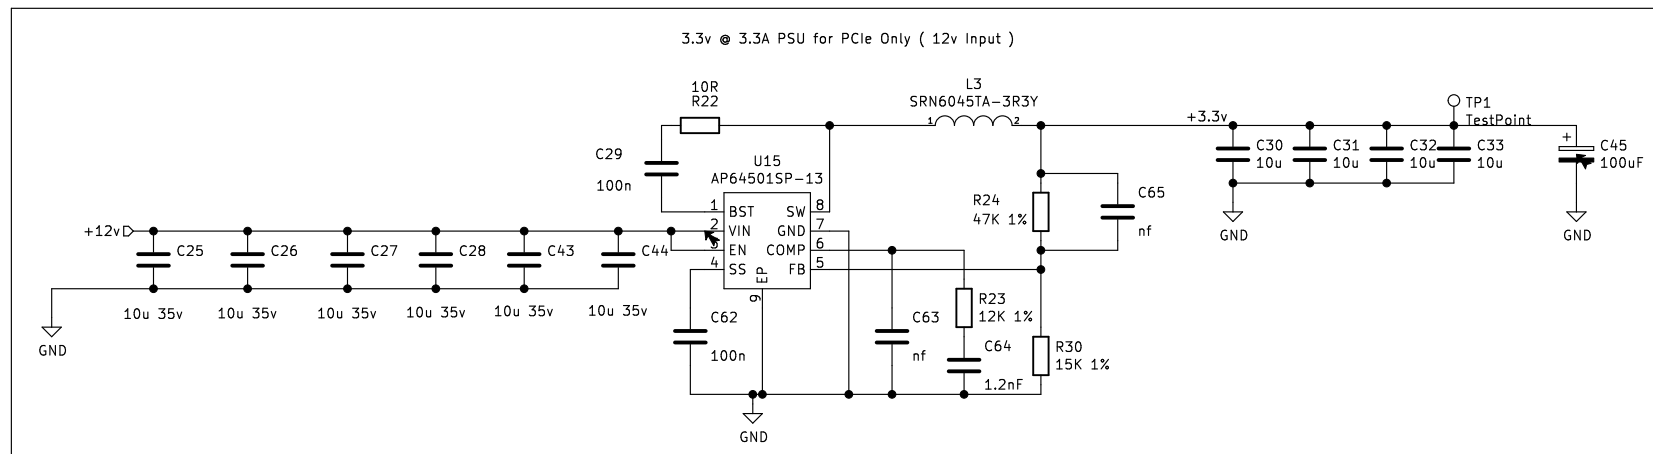 3.3v @ 3.3A PSU for PCIe Only ( 12v Input )
10R
R22
L3
SRN6045TA-3R3Y
1
2
+3.3v
TP1
TestPoint
C29
100n
U15
AP64501SP-13
C30
10u
C31
10u
C32
10u
C33
10u
+
C45
100uF
1
BST
SW
8
2
VIN
GND
7
3
EN
COMP
6
4
SS
FB
5
EP
9
R24
47K 1%
C65
nf
GND
GND
+12v
C25
C26
C27
C28
C43
C44
10u 35v
10u 35v
10u 35v
10u 35v
10u 35v
10u 35v
GND
C62
100n
C63
nf
R23
12K 1%
C64
1.2nF
R30
15K 1%
GND